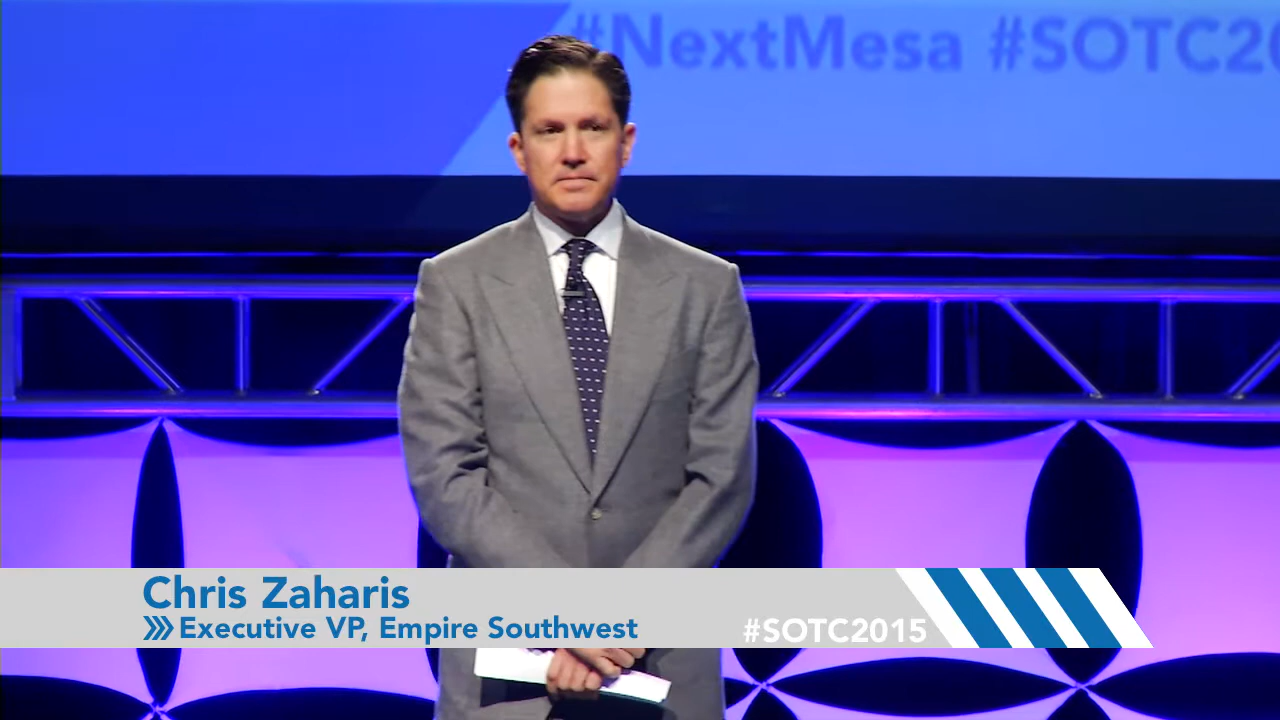 #NextMesa #SOTC20
Chris Zaharis
Executive VP, Empire Southwest
#SOTC2015